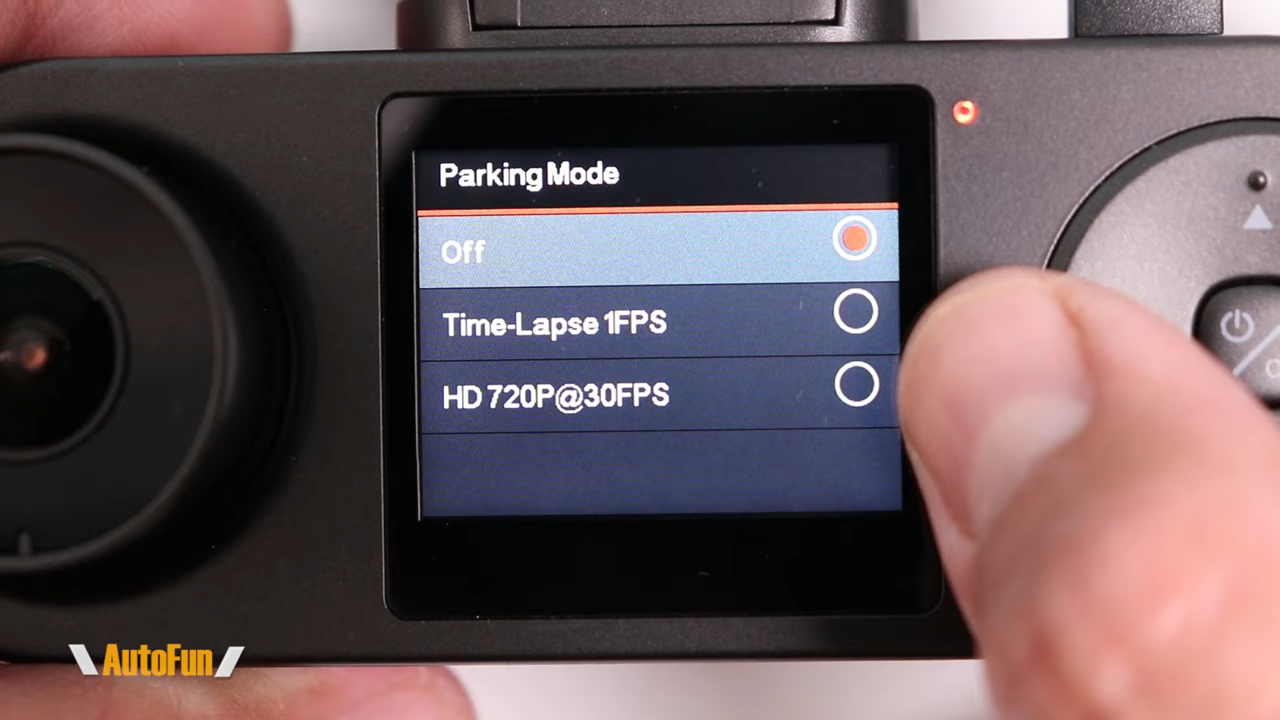 Parking Mode
Off
Time-Lapse 1FPS
HD 720P@30FPS
AutoFun